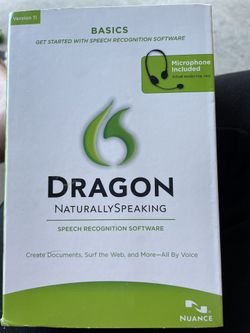 Version 11
BASICS
GET STARTED WITH SPEECH RECOGNITION SOFTWARE
Microphone
Included
DRAGON
NATURALLYSPEAKING
SPEECH RECOGNITION SOFTWARE
Create Documents, Surf the Web, and More—All By Voice
NUANCE